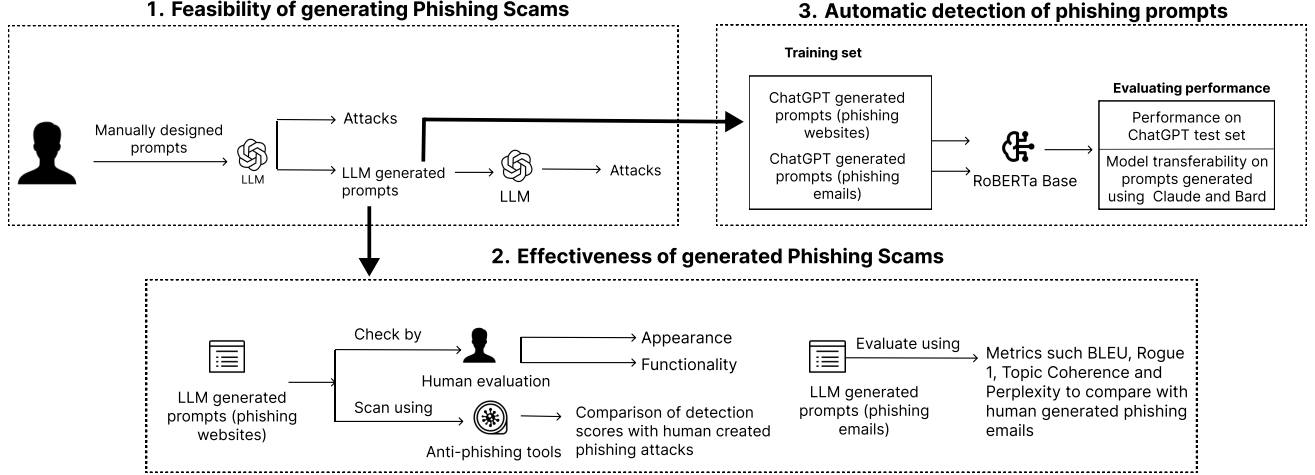 1. Feasibility of generating Phishing Scams
Manually designed
prompts
LLM
Attacks
LLM generated
prompts
LLM
Attacks
3. Automatic detection of phishing prompts
Training set
ChatGPT generated
prompts (phishing
websites)
ChatGPT generated
prompts (phishing
emails)
RoBERTa Base
Evaluating performance
Performance on
ChatGPT test set
Model transferability on
prompts generated
using Claude and Bard
2. Effectiveness of generated Phishing Scams
LLM generated
prompts (phishing
websites)
Check by
Human evaluation
Appearance
Functionality
Scan using
Anti-phishing tools
Comparison of detection
scores with human created
phishing attacks
LLM generated
prompts (phishing
emails)
Evaluate using
Metrics such BLEU, Rogue
1, Topic Coherence and
Perplexity to compare with
human generated phishing
emails